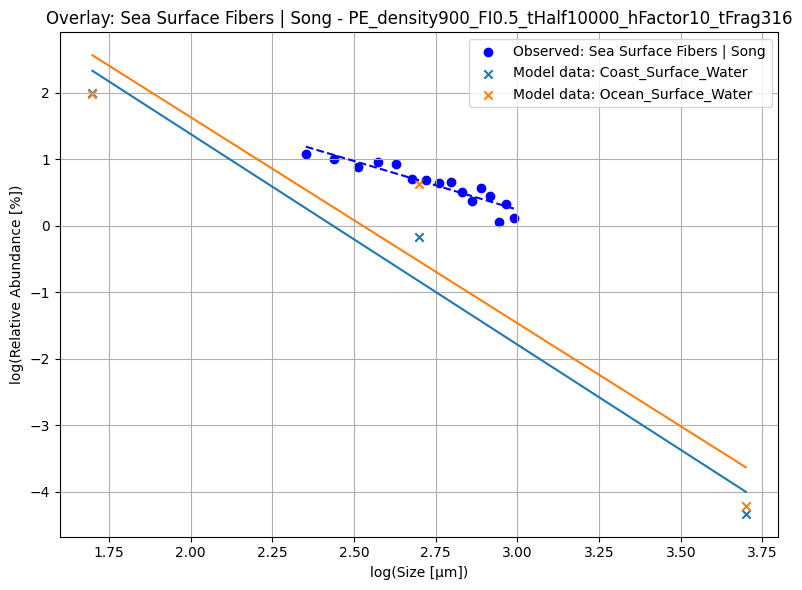 Overlay: Sea Surface Fibers | Song - PE_density900_FI0.5_tHalf10000_hFactor10_tFrag316
Observed: Sea Surface Fibers | Song
Model data: Coast_Surface_Water
Model data: Ocean_Surface_Water
log(Relative Abundance [%])
2
1
0
−1
−2
−3
−4
1.75 2.00 2.25 2.50 2.75 3.00 3.25 3.50 3.75
log(Size [µm])